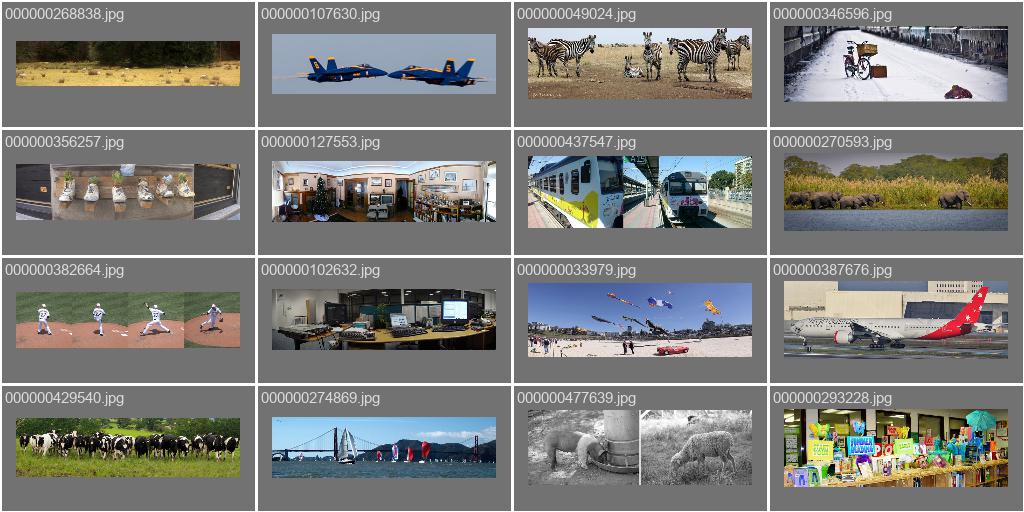 000000268838.jpg
000000107630.jpg
000000049024.jpg
000000346596.jpg
000000356257.jpg
000000127553.jpg
000000437547.jpg
000000270593.jpg
000000382664.jpg
000000102632.jpg
000000033979.jpg
000000387676.jpg
000000429540.jpg
000000274869.jpg
000000477639.jpg
000000293228.jpg